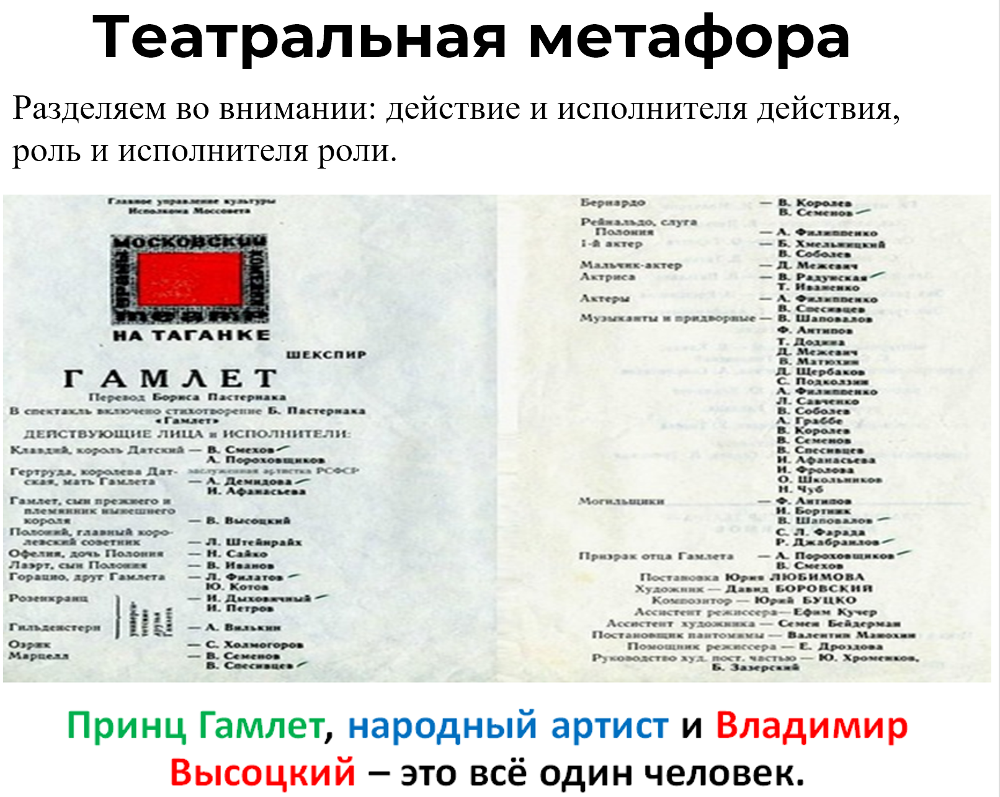 Театральная метафора
Разделяем во внимании: действие и исполнителя действия,
роль и исполнителя роли.
Главное управление культуры
Исполкома Моссовета
МОСКОВСКИЙ
ДРАМЫ
КОМЕДИИ
театр
НА ТАГАНКЕ
ШЕКСПИР
ГАМЛЕТ
Перевод Бориса Пастернака
В спектакль включено стихотворение Б. Пастернака
«Гамлет»
ДЕЙСТВУЮЩИЕ ЛИЦА и ИСПОЛНИТЕЛИ:
Клавдий, король Датский — В. Смехов
А. Пороховщиков
Гертруда, королева Дат- заслуженная артистка РСФСР
ская, мать Гамлета — А. Демидова
И. Афанасьева
Гамлет, сын прежнего и
племянник нынешнего
короля — В. Высоцкий
Полоний, главный коро-
левский советник — Л. Штейнрайх
Офелия, дочь Полония — Н. Сайко
Лаэрт, сын Полония — В. Иванов
Горацио, друг Гамлета — Л. Филатов
Ю. Котов
Розенкранц — И. Дыховичный
И. Петров
универси-
тетские
друзья
Гамлета
Гильденстерн — А. Вилькин
Озрик — С. Холмогоров
Марцелл — В. Семенов
В. Спесивцев
Бернардо — В. Королев
В. Семенов
Рейнальдо, слуга
Полония — А. Филиппенко
1-й актер — Б. Хмельницкий
В. Соболев
Мальчик-актер — Д. Межевич
Актриса — В. Радунская
Т. Иваненко
Актеры — А. Филиппенко
В. Спесивцев
Музыканты и придворные — В. Шаповалов
Ф. Антипов
Т. Додина
Д. Межевич
В. Матюхин
Д. Щербаков
С. Подколзин
А. Филиппенко
Л. Савченко
В. Соболев
А. Граббе
В. Королев
В. Семенов
В. Спесивцев
И. Афанасьева
И. Фролова
О. Школьников
Н. Чуб
Могильщики — Ф. Антипов
И. Бортник
В. Шаповалов
С. Л. Фарада
Р. Джабраилов
Призрак отца Гамлета — А. Пороховщиков
В. Смехов
Постановка Юрия ЛЮБИМОВА
Художник — Давид БОРОВСКИЙ
Композитор — Юрий БУЦКО
Ассистент режиссера — Ефим Кучер
Ассистент художника — Семен Бейдерман
Постановщик пантомимы — Валентин Манохин
Помощник режиссера — Е. Дроздова
Руководство худ. пост. частью — Ю. Хроменков,
Б. Зазерский
Принц Гамлет, народный артист и Владимир
Высоцкий – это всё один человек.